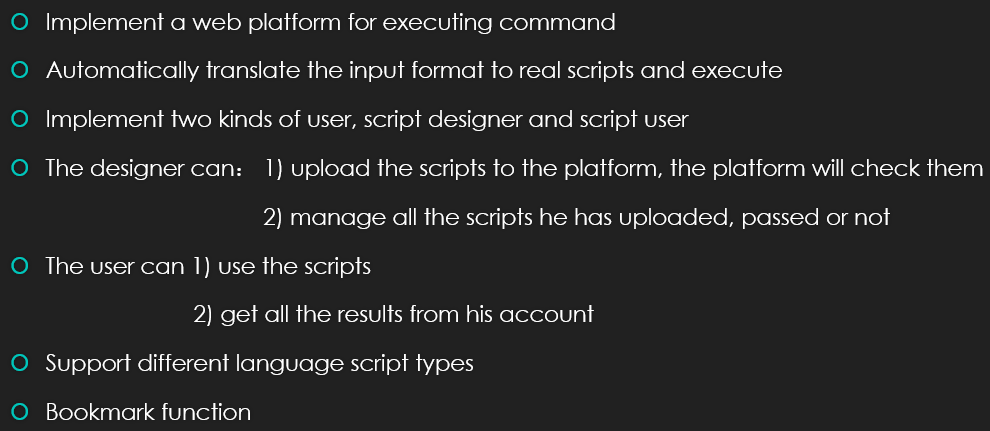 Implement a web platform for executing command
Automatically translate the input format to real scripts and execute
Implement two kinds of user, script designer and script user
The designer can： 1) upload the scripts to the platform, the platform will check them
2) manage all the scripts he has uploaded, passed or not
The user can 1) use the scripts
2) get all the results from his account
Support different language script types
Bookmark function